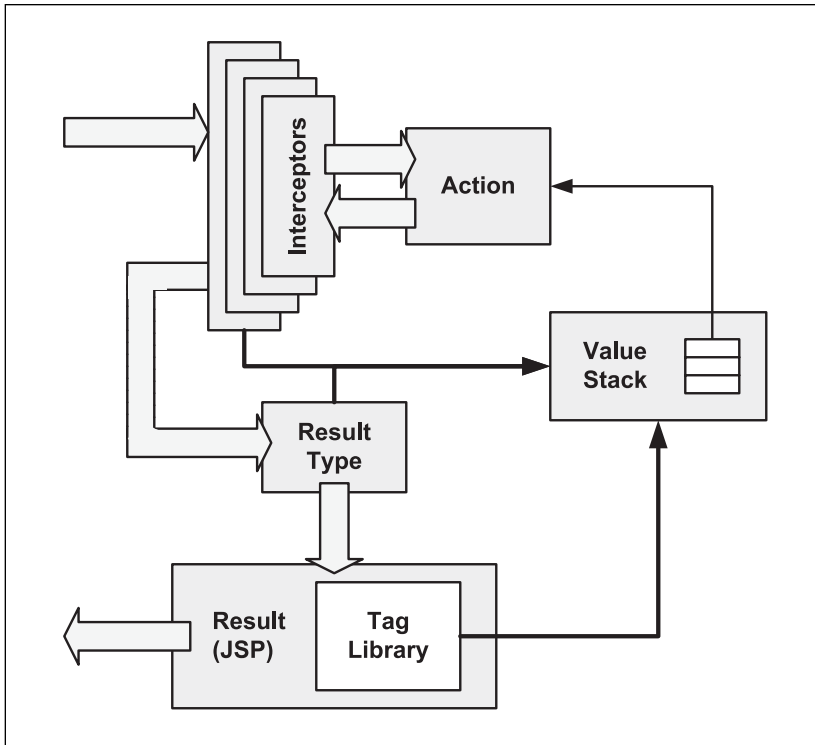 Interceptors
Action
Value
Stack
Result
Type
Result
(JSP)
Tag
Library